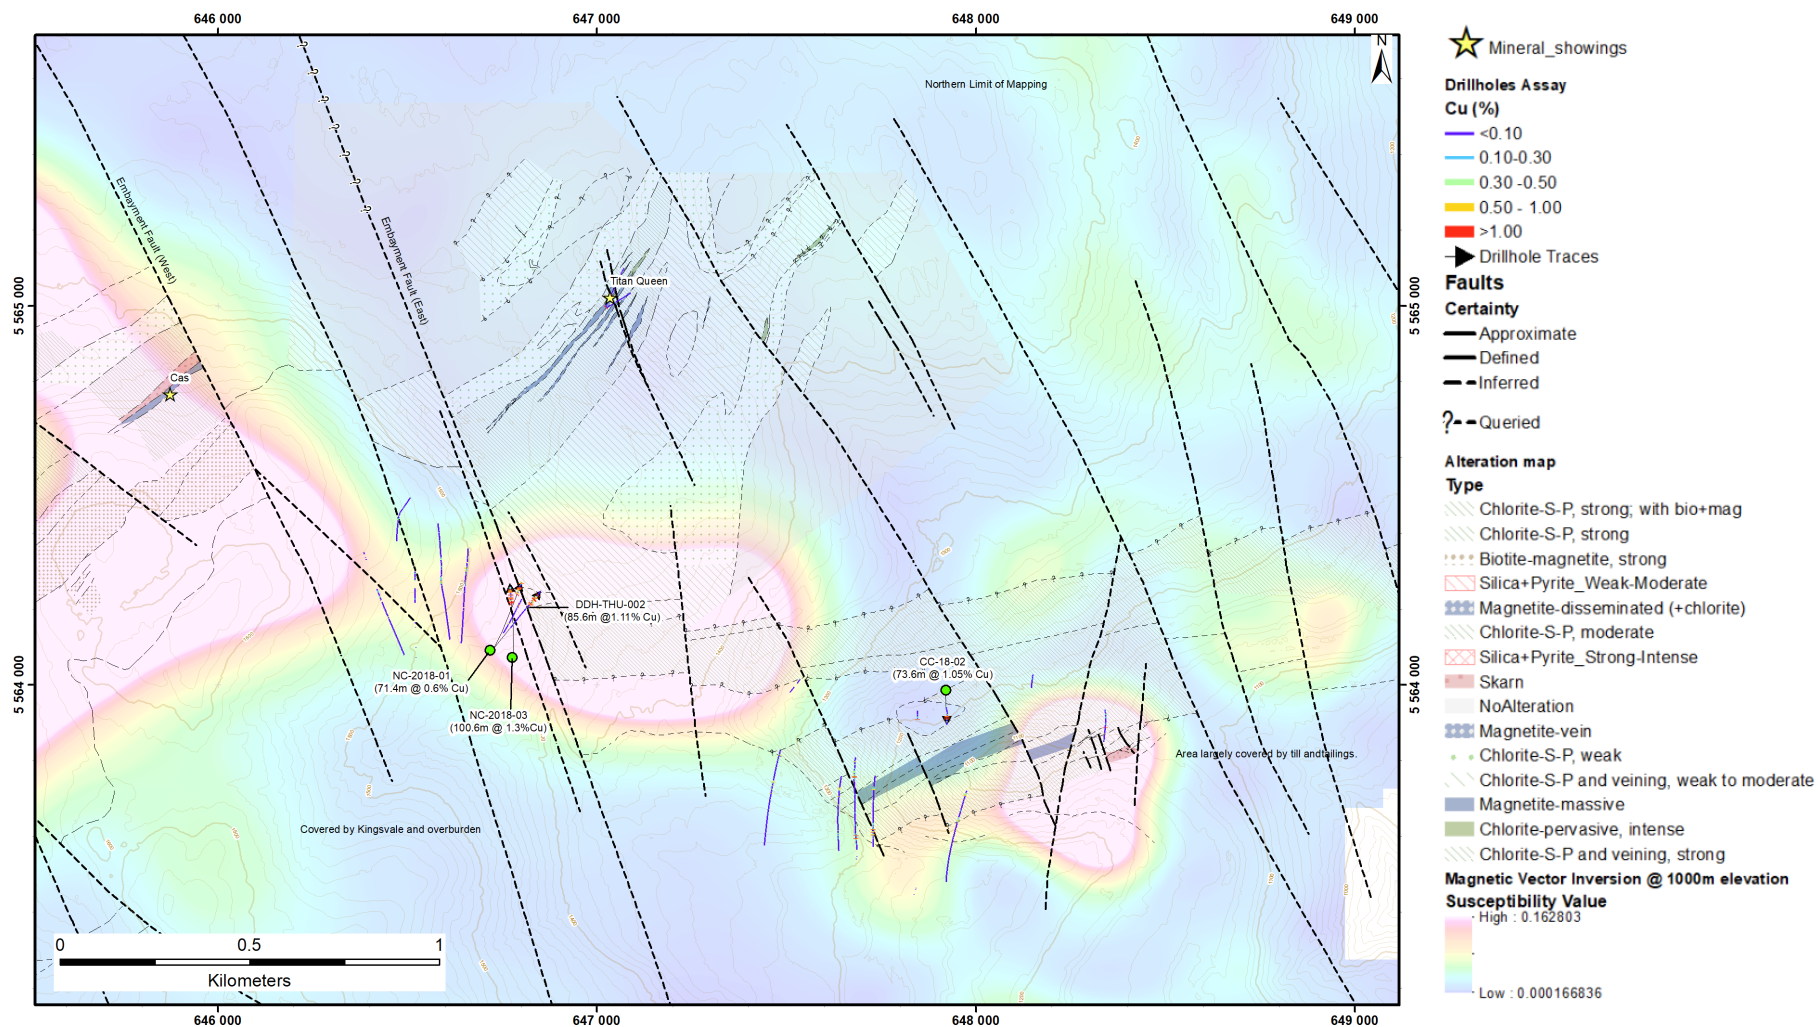 646 000
647 000
648 000
649 000
N
Northern Limit of Mapping
Embayment Fault (West)
Embayment Fault (East)
5 565 000
5 565 000
Titan Queen
Cas
DDH-THU-002
(85.6m @1.11% Cu)
NC-2018-01
(71.4m @ 0.6% Cu)
NC-2018-03
(100.6m @ 1.3%Cu)
CC-18-02
(73.6m @ 1.05% Cu)
5 564 000
5 564 000
Area largely covered by till andtailings.
Covered by Kingsvale and overburden
0
0.5
1
Kilometers
646 000
647 000
648 000
649 000
Mineral_showings
Drillholes Assay
Cu (%)
<0.10
0.10-0.30
0.30 -0.50
0.50 - 1.00
>1.00
Drillhole Traces
Faults
Certainty
Approximate
Defined
Inferred
Queried
Alteration map
Type
Chlorite-S-P, strong; with bio+mag
Chlorite-S-P, strong
Biotite-magnetite, strong
Silica+Pyrite_Weak-Moderate
Magnetite-disseminated (+chlorite)
Chlorite-S-P, moderate
Silica+Pyrite_Strong-Intense
Skarn
NoAlteration
Magnetite-vein
Chlorite-S-P, weak
Chlorite-S-P and veining, weak to moderate
Magnetite-massive
Chlorite-pervasive, intense
Chlorite-S-P and veining, strong
Magnetic Vector Inversion @ 1000m elevation
Susceptibility Value
High : 0.162803
Low : 0.000166836